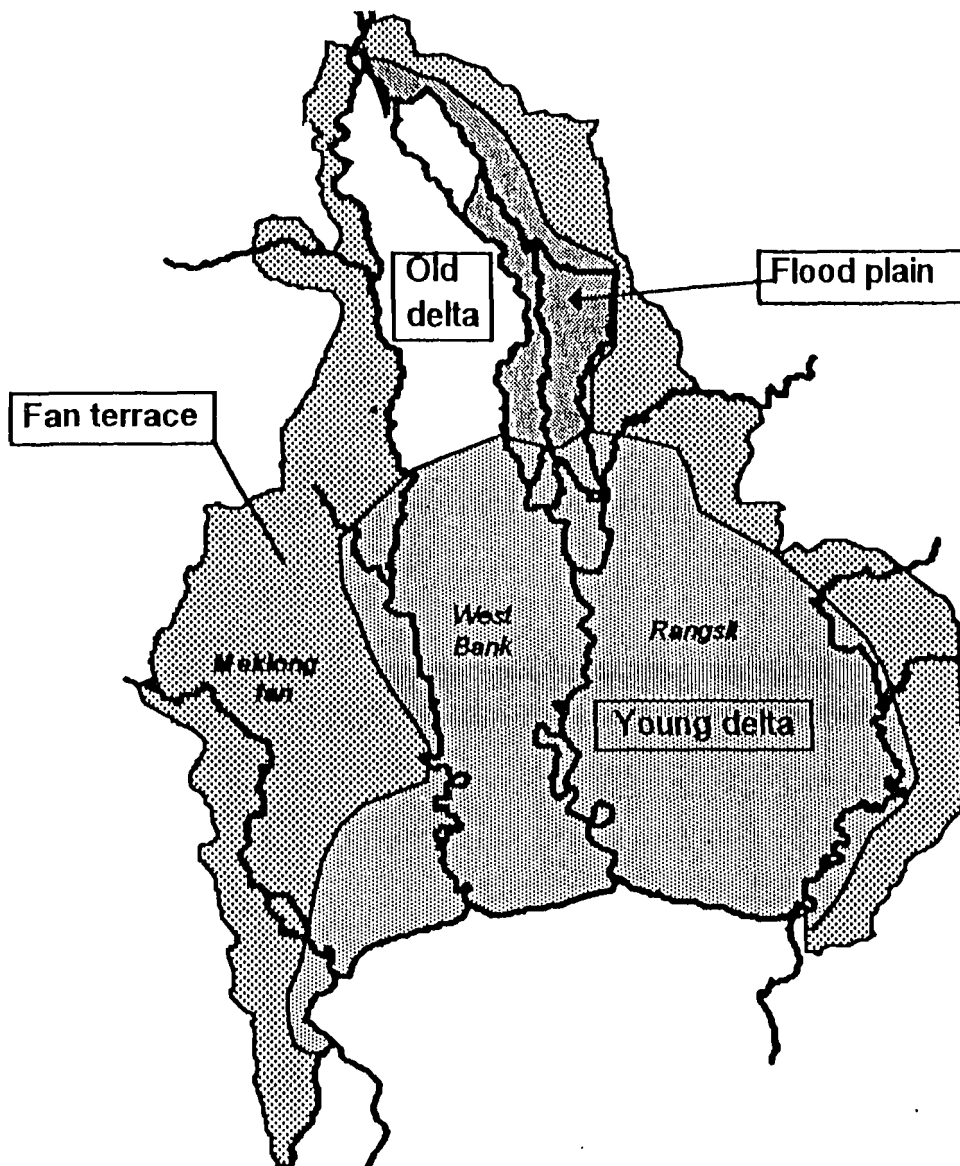 Old
delta
Flood plain
Fan terrace
West
Bank
Rangsit
Meklong
fan
Young delta